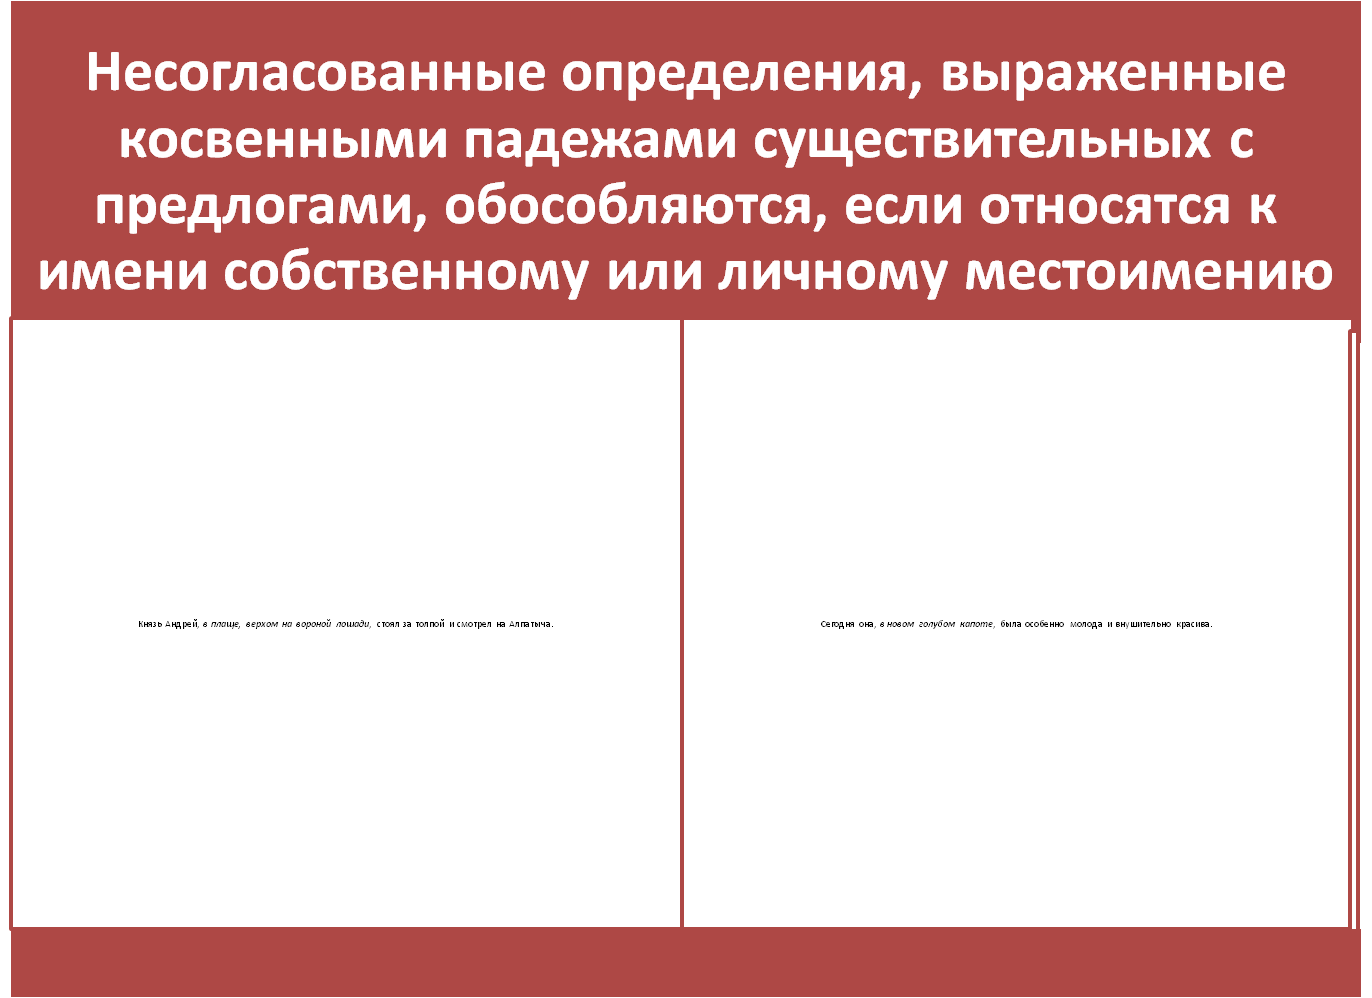 Несогласованные определения, выраженные
косвенными падежами существительных с
предлогами, обособляются, если относятся к
имени собственному или личному местоимению
Князь Андрей, в плаще, верхом на вороной лошади, стоял за толпой и смотрел на Алпатыча.
Сегодня она, в новом голубом капоте, была особенно молода и внушительно красива.